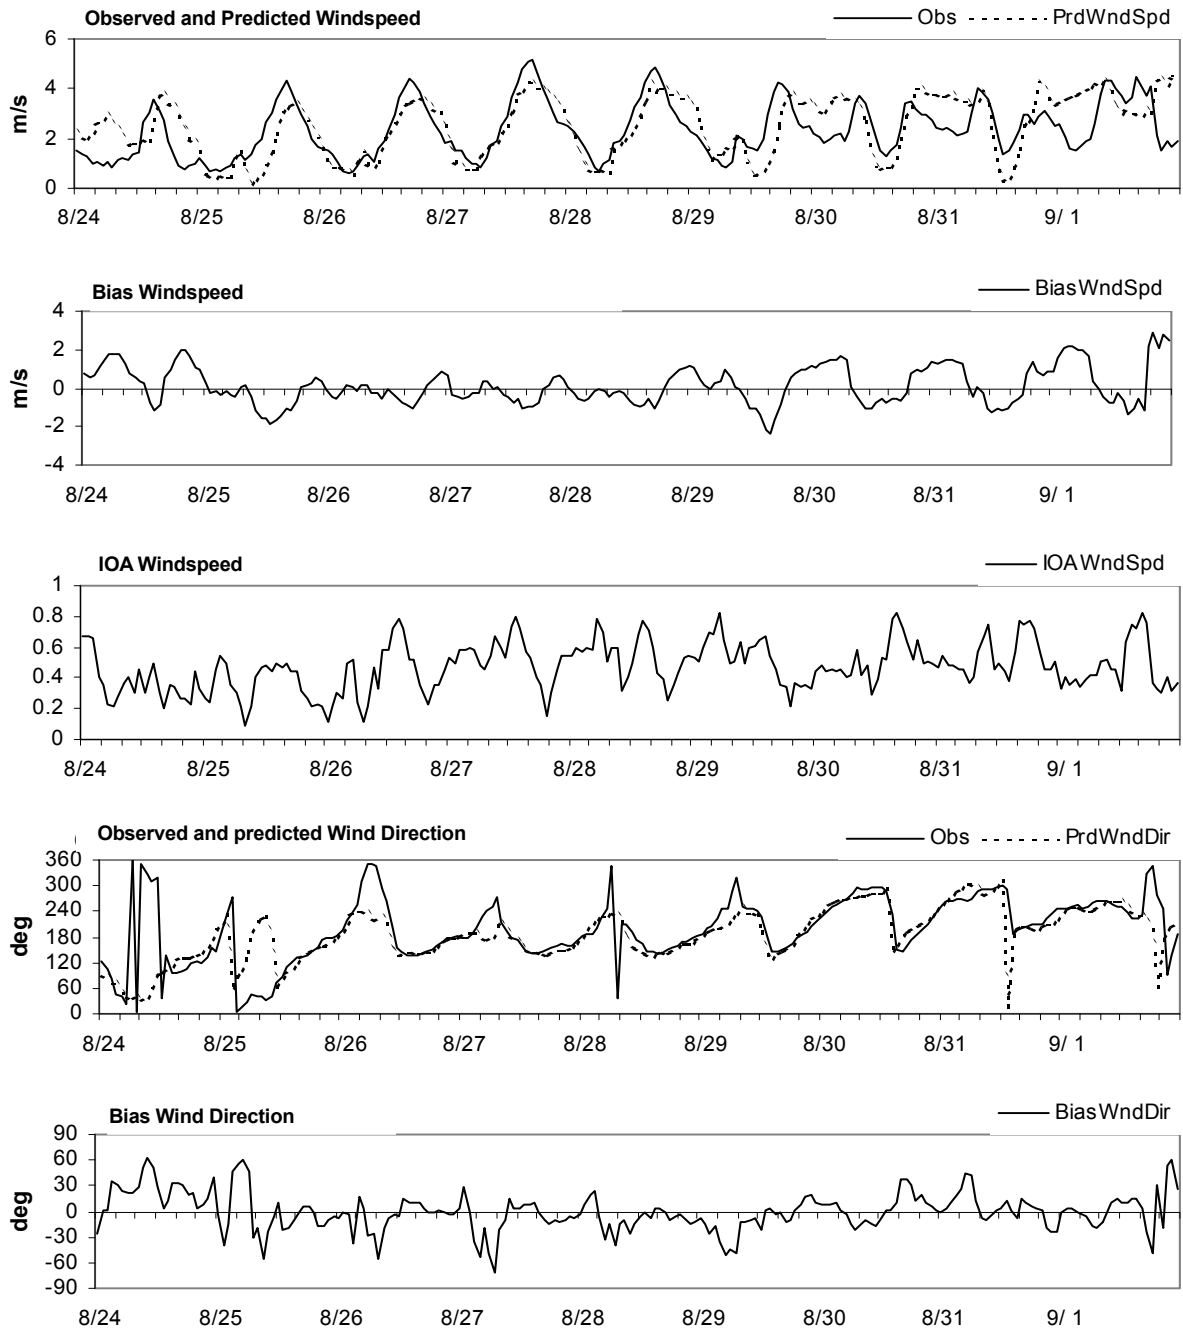 Observed and Predicted Windspeed
Obs PrdWndSpd
6
4
2
0
m/s
8/24 8/25 8/26 8/27 8/28 8/29 8/30 8/31 9/ 1
Bias Windspeed
BiasWndSpd
4
2
0
-2
-4
m/s
8/24 8/25 8/26 8/27 8/28 8/29 8/30 8/31 9/ 1
IOA Windspeed
IOAWndSpd
1
0.8
0.6
0.4
0.2
0
8/24 8/25 8/26 8/27 8/28 8/29 8/30 8/31 9/ 1
Observed and predicted Wind Direction
Obs PrdWndDir
360
300
240
180
120
60
0
deg
8/24 8/25 8/26 8/27 8/28 8/29 8/30 8/31 9/ 1
Bias Wind Direction
BiasWndDir
90
60
30
0
-30
-60
-90
deg
8/24 8/25 8/26 8/27 8/28 8/29 8/30 8/31 9/ 1